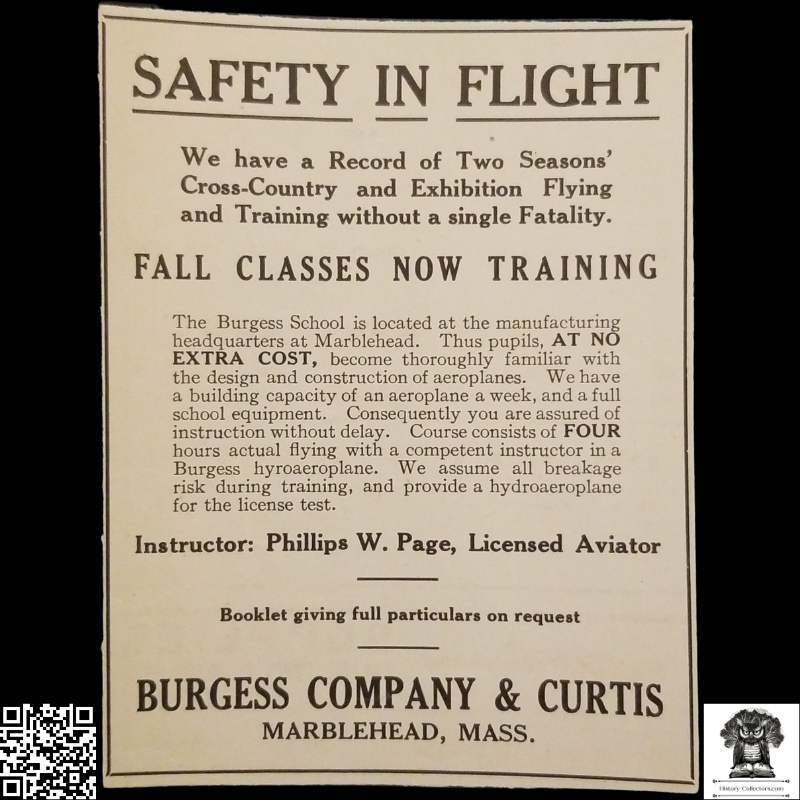 SAFETY IN FLIGHT
We have a Record of Two Seasons'
Cross-Country and Exhibition Flying
and Training without a single Fatality.
FALL CLASSES NOW TRAINING
The Burgess School is located at the manufacturing
headquarters at Marblehead. Thus pupils, AT NO
EXTRA COST, become thoroughly familiar with
the design and construction of aeroplanes. We have
a building capacity of an aeroplane a week, and a full
school equipment. Consequently you are assured of
instruction without delay. Course consists of FOUR
hours actual flying with a competent instructor in a
Burgess hyroaeroplane. We assume all breakage
risk during training, and provide a hydroaeroplane
for the license test.
Instructor: Phillips W. Page, Licensed Aviator
Booklet giving full particulars on request
BURGESS COMPANY & CURTIS
MARBLEHEAD, MASS.
History-Collectors.com